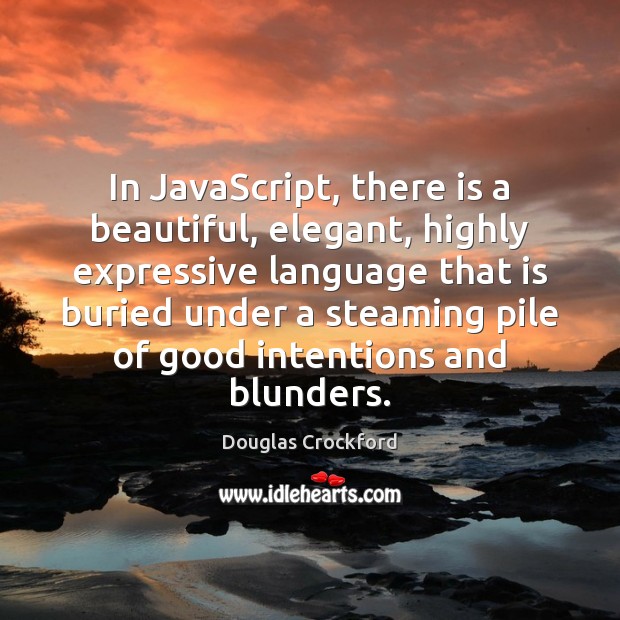 In JavaScript, there is a
beautiful, elegant, highly
expressive language that is
buried under a steaming pile
of good intentions and
blunders.
Douglas Crockford
www.idlehearts.com